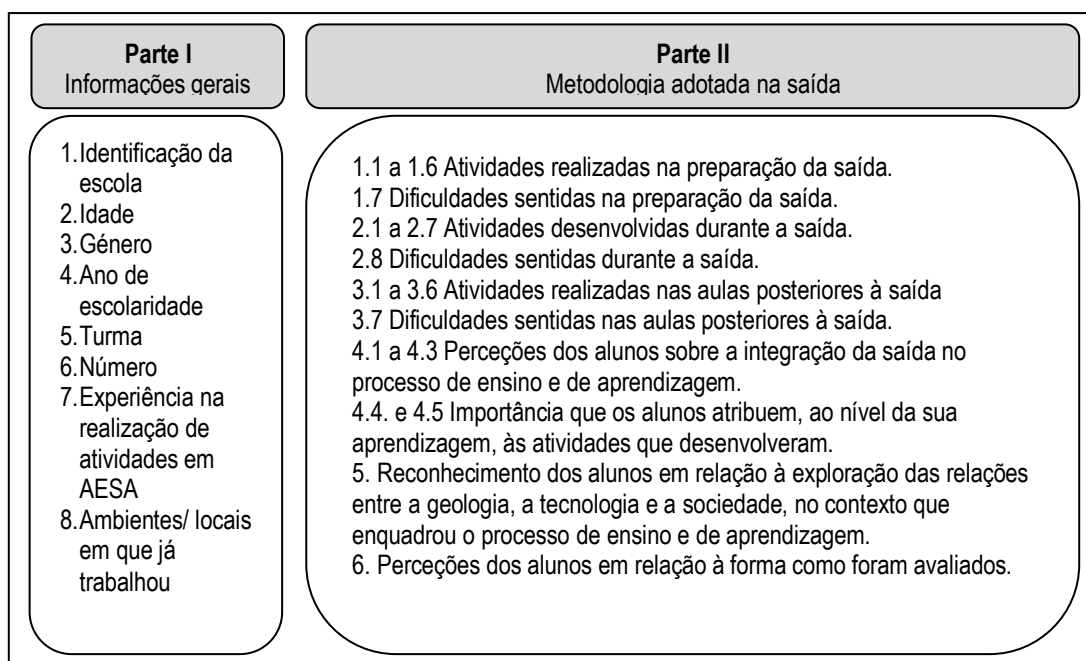 Parte I
Informações gerais
Parte II
Metodologia adotada na saída
1.Identificação da
escola
2.Idade
3.Género
4.Ano de
escolaridade
5.Turma
6.Número
7.Experiência na
realização de
atividades em
AESA
8.Ambientes/ locais
em que já
trabalhou
1.1 a 1.6 Atividades realizadas na preparação da saída.
1.7 Dificuldades sentidas na preparação da saída.
2.1 a 2.7 Atividades desenvolvidas durante a saída.
2.8 Dificuldades sentidas durante a saída.
3.1 a 3.6 Atividades realizadas nas aulas posteriores à saída
3.7 Dificuldades sentidas nas aulas posteriores à saída.
4.1 a 4.3 Perceções dos alunos sobre a integração da saída no
processo de ensino e de aprendizagem.
4.4. e 4.5 Importância que os alunos atribuem, ao nível da sua
aprendizagem, às atividades que desenvolveram.
5. Reconhecimento dos alunos em relação à exploração das relações
entre a geologia, a tecnologia e a sociedade, no contexto que
enquadrou o processo de ensino e de aprendizagem.
6. Perceções dos alunos em relação à forma como foram avaliados.